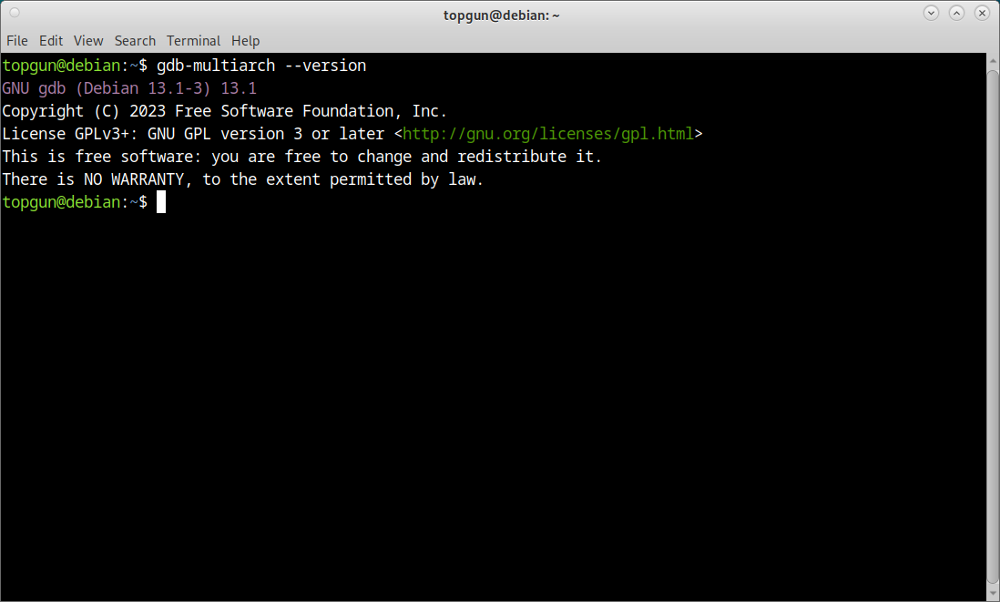 topgun@debian: ~
File Edit View Search Terminal Help
topgun@debian:~$ gdb-multiarch --version
GNU gdb (Debian 13.1-3) 13.1
Copyright (C) 2023 Free Software Foundation, Inc.
License GPLv3+: GNU GPL version 3 or later <http://gnu.org/licenses/gpl.html>
This is free software: you are free to change and redistribute it.
There is NO WARRANTY, to the extent permitted by law.
topgun@debian:~$